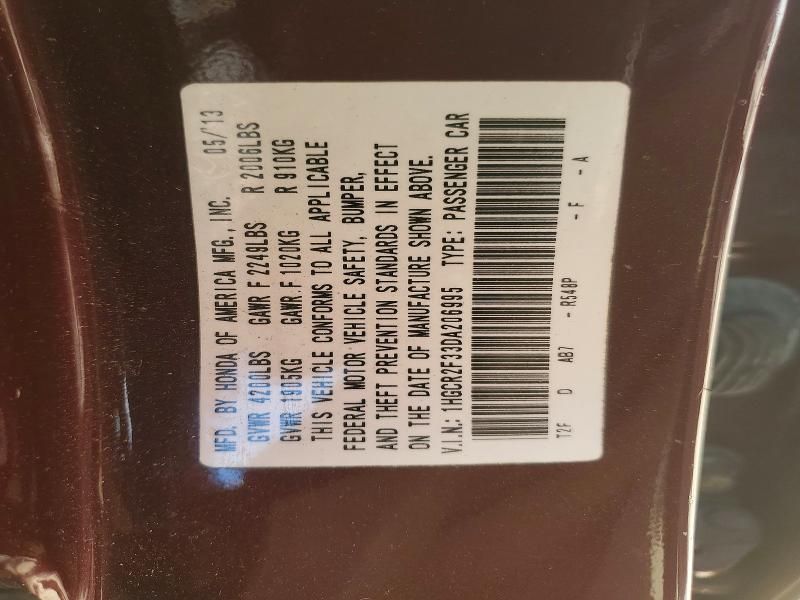 MFD. BY HONDA OF AMERICA MFG., INC. 05/'13
GVWR 4200LBS GAWR F 2249LBS R 2006LBS
GVWR 1905KG GAWR F 1020KG R 910KG
THIS VEHICLE CONFORMS TO ALL APPLICABLE
FEDERAL MOTOR VEHICLE SAFETY, BUMPER,
AND THEFT PREVENTION STANDARDS IN EFFECT
ON THE DATE OF MANUFACTURE SHOWN ABOVE.
V.I.N.: 1HGCR2F33DA206995 TYPE: PASSENGER CAR
T2F D AB7 - R548P - F - A